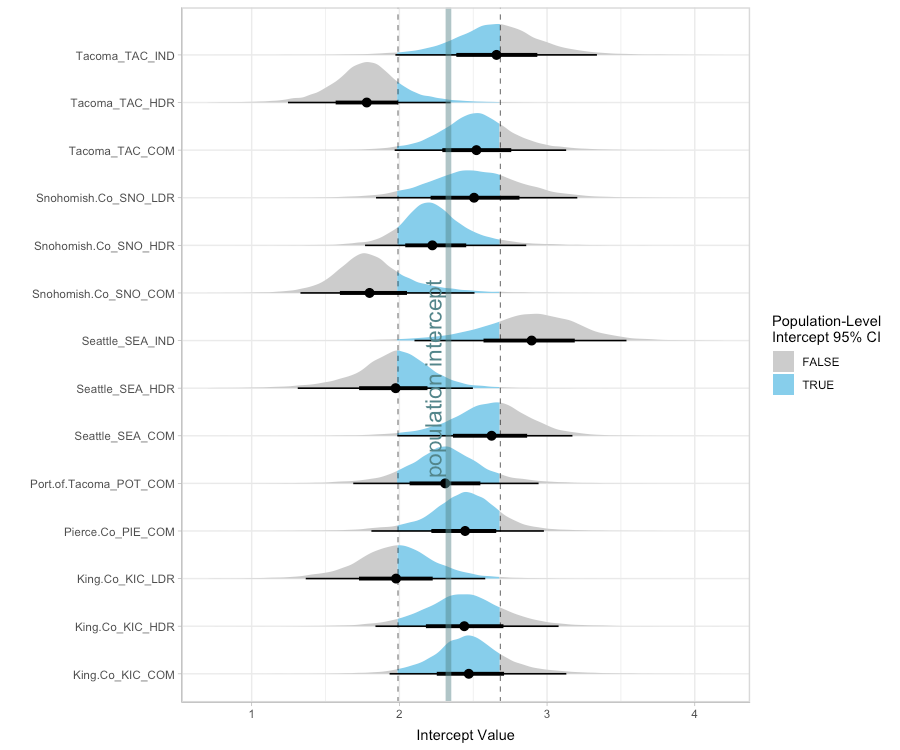 Tacoma_TAC_IND
Tacoma_TAC_HDR
Tacoma_TAC_COM
Snohomish.Co_SNO_LDR
Snohomish.Co_SNO_HDR
Snohomish.Co_SNO_COM
Seattle_SEA_IND
Seattle_SEA_HDR
Seattle_SEA_COM
Port.of.Tacoma_POT_COM
Pierce.Co_PIE_COM
King.Co_KIC_LDR
King.Co_KIC_HDR
King.Co_KIC_COM
population intercept
1 2 3 4
Intercept Value
Population-Level
Intercept 95% CI
FALSE
TRUE